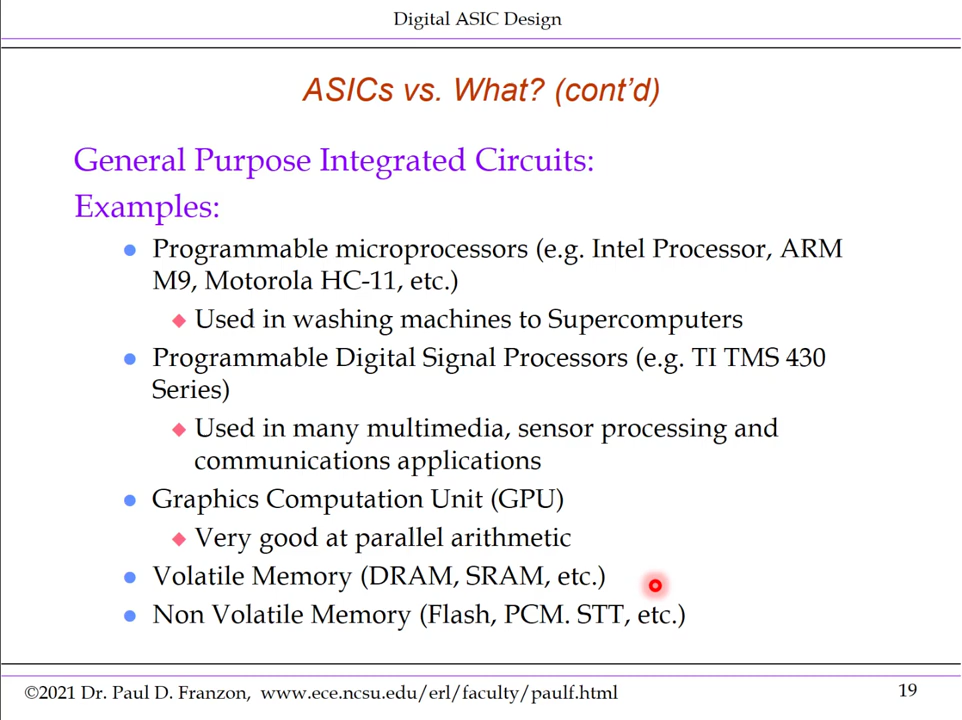 Digital ASIC Design
ASICs vs. What? (cont’d)
General Purpose Integrated Circuits:
Examples:
Programmable microprocessors (e.g. Intel Processor, ARM
M9, Motorola HC-11, etc.)
Used in washing machines to Supercomputers
Programmable Digital Signal Processors (e.g. TI TMS 430
Series)
Used in many multimedia, sensor processing and
communications applications
Graphics Computation Unit (GPU)
Very good at parallel arithmetic
Volatile Memory (DRAM, SRAM, etc.)
Non Volatile Memory (Flash, PCM. STT, etc.)
©2021 Dr. Paul D. Franzon, www.ece.ncsu.edu/erl/faculty/paulf.html
19